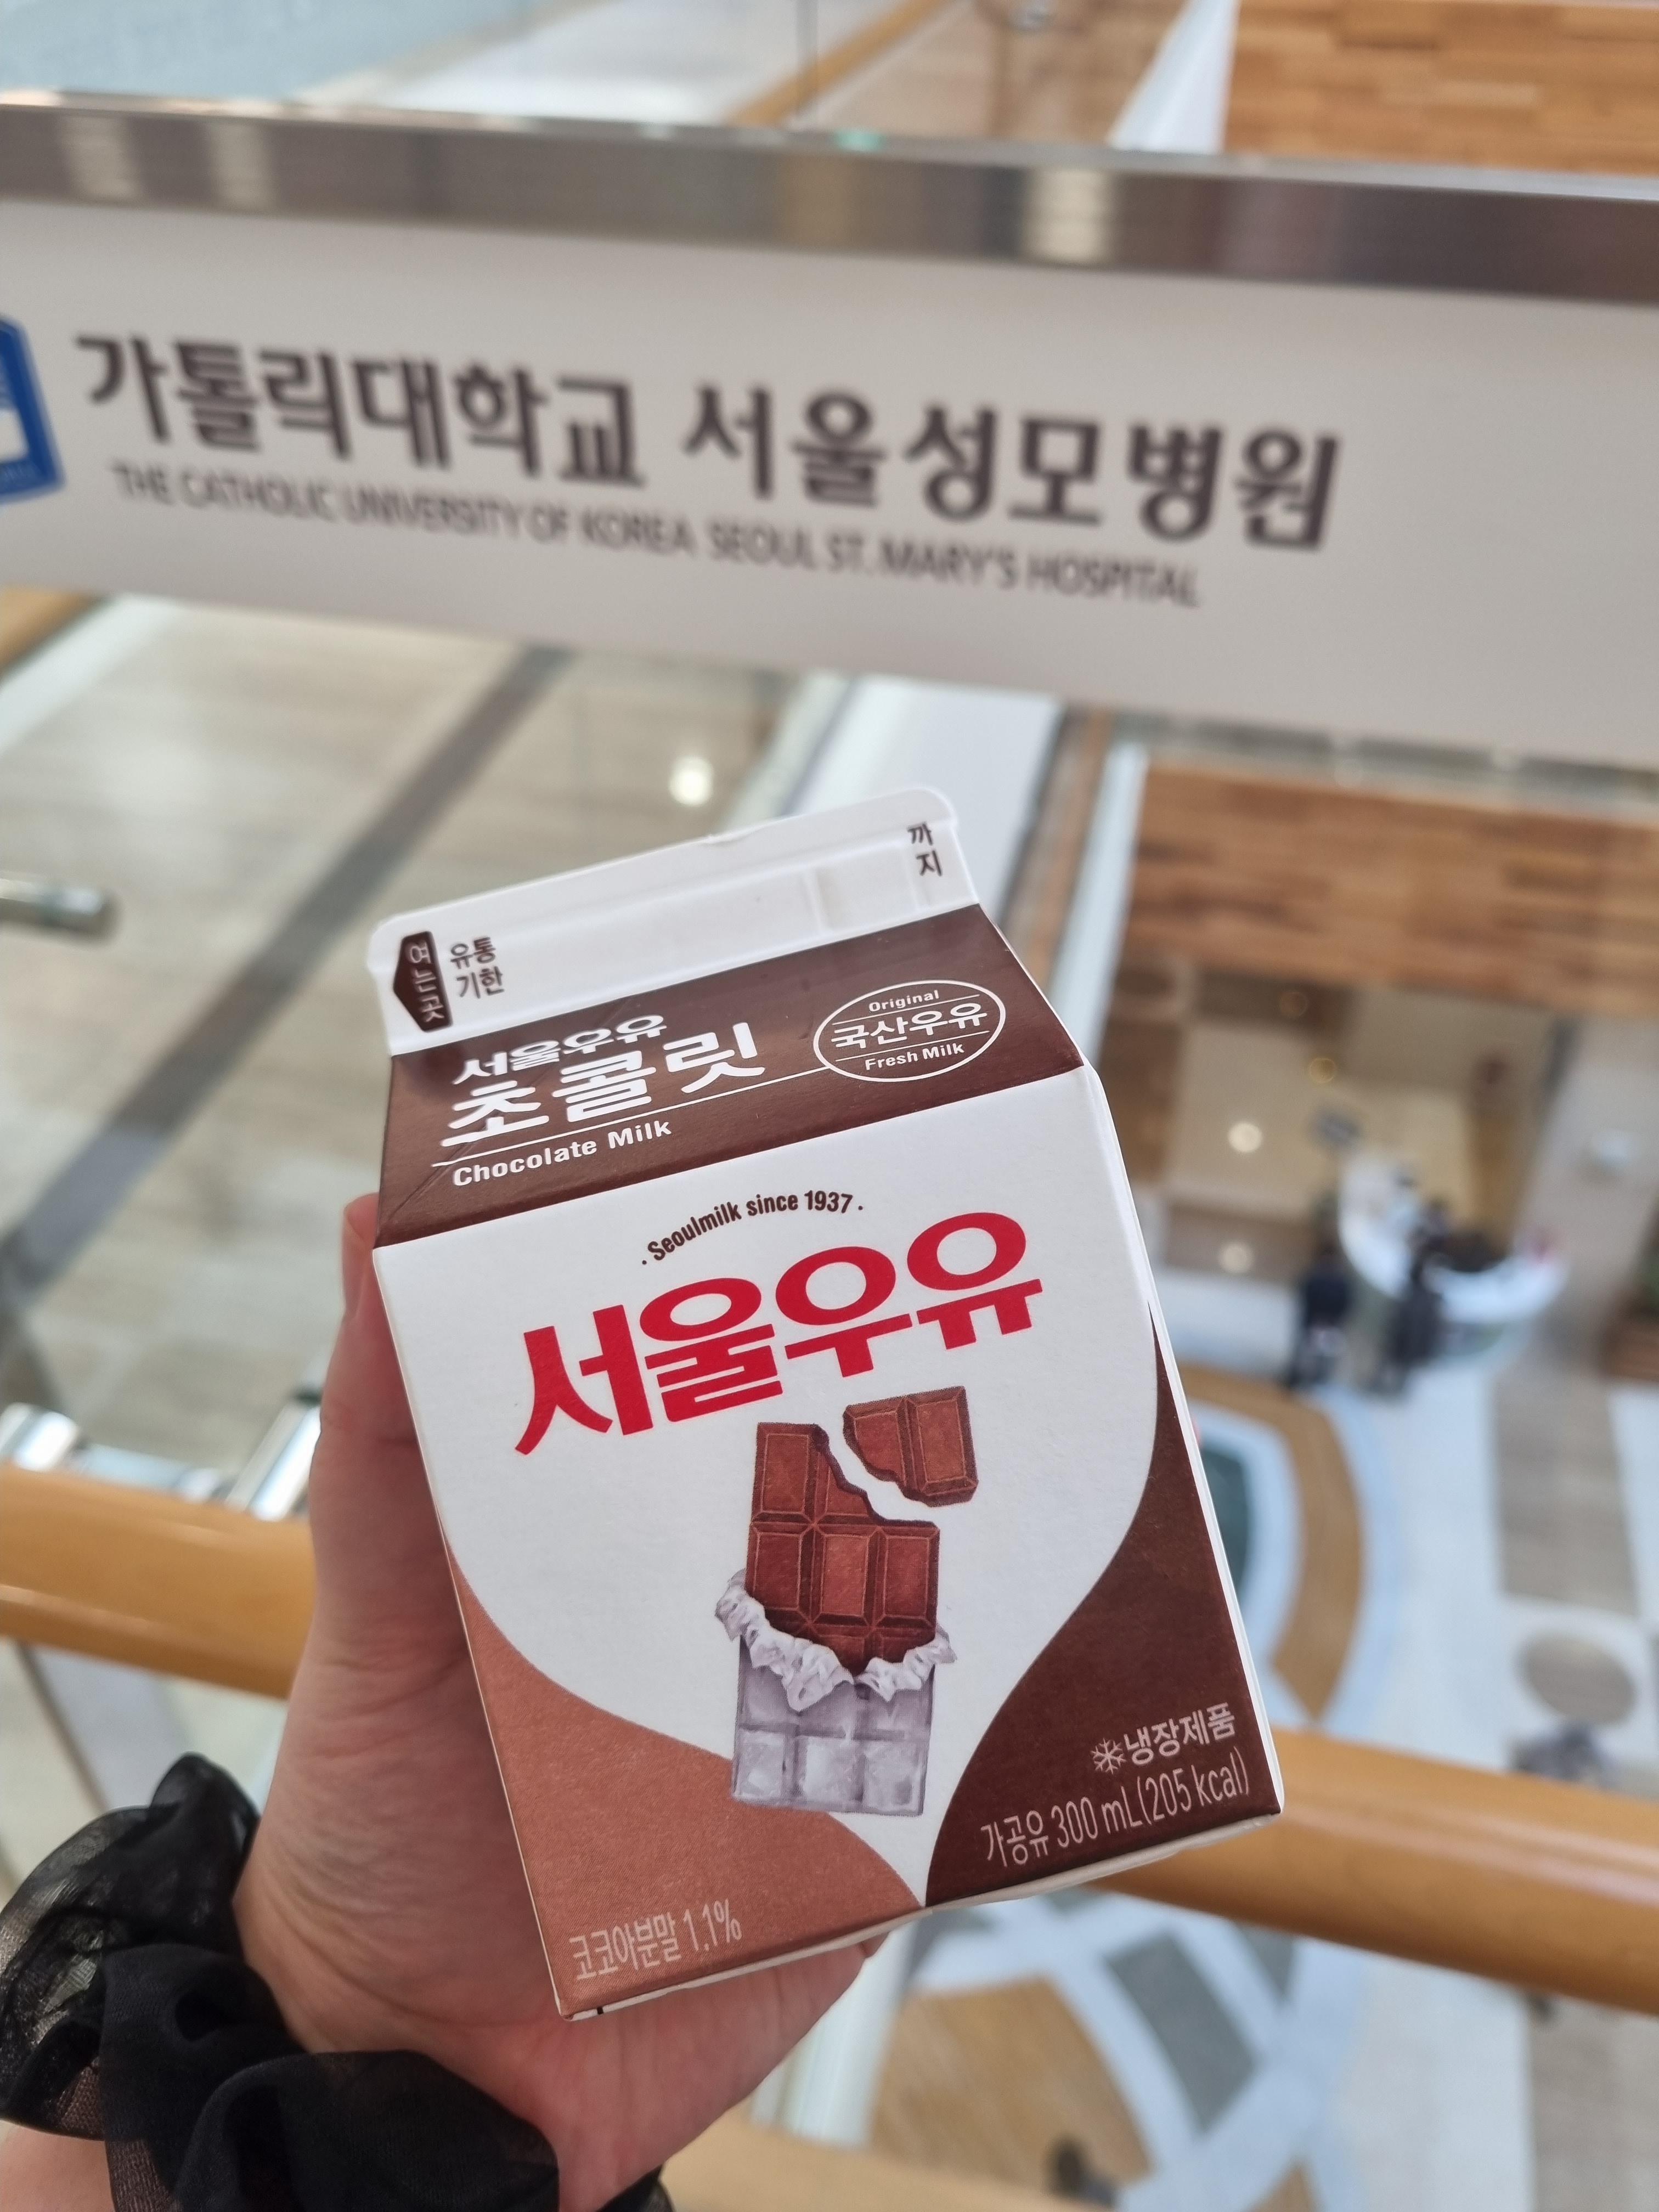 가톨릭대학교 서울성모병원
THE CATHOLIC UNIVERSITY OF KOREA SEOUL ST. MARY'S HOSPITAL
까지
여는곳
유통기한
서울우유
초콜릿
Chocolate Milk
Original
국산우유
Fresh Milk
Seoulmilk since 1937
서울우유
냉장제품
가공유 300 mL(205 kcal)
코코아분말 1.1%